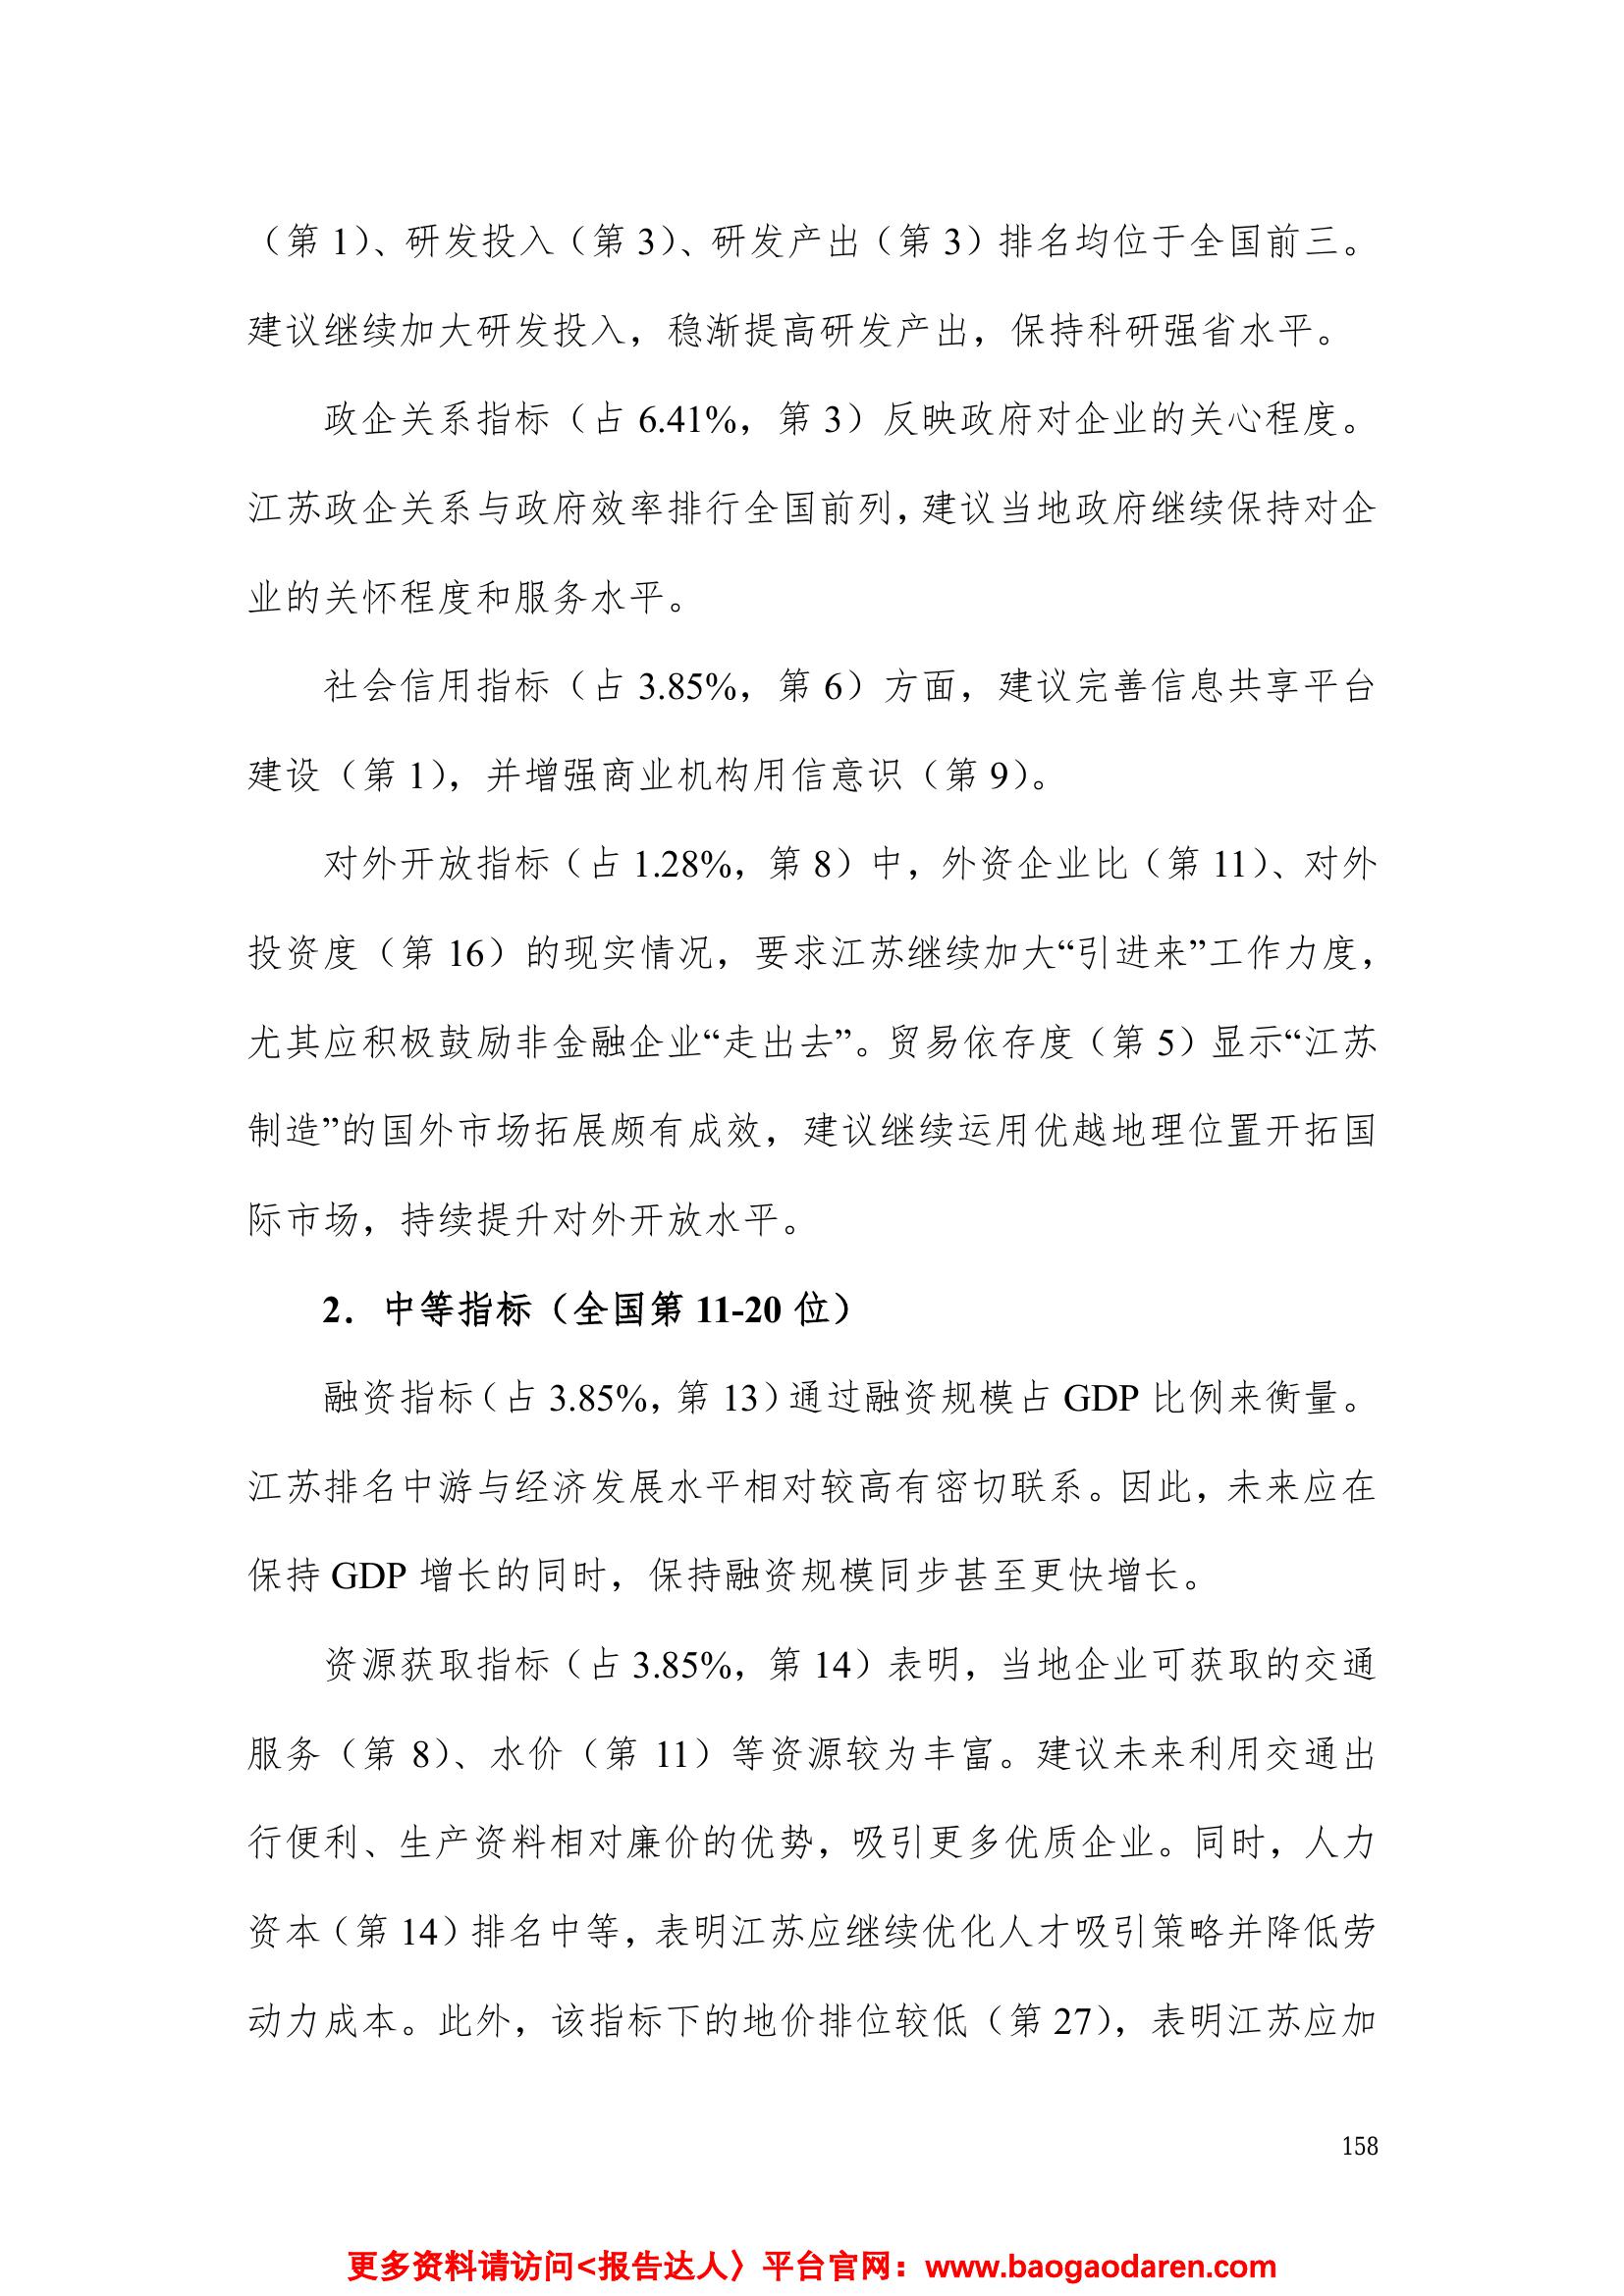 （第 1）、研发投入（第 3）、研发产出（第 3）排名均位于全国前三。
建议继续加大研发投入，稳渐提高研发产出，保持科研强省水平。
政企关系指标（占 6.41%，第 3）反映政府对企业的关心程度。
江苏政企关系与政府效率排行全国前列，建议当地政府继续保持对企
业的关怀程度和服务水平。
社会信用指标（占 3.85%，第 6）方面，建议完善信息共享平台
建设（第 1），并增强商业机构用信意识（第 9）。
对外开放指标（占 1.28%，第 8）中，外资企业比（第 11）、对外
投资度（第 16）的现实情况，要求江苏继续加大“引进来”工作力度，
尤其应积极鼓励非金融企业“走出去”。贸易依存度（第 5）显示“江苏
制造”的国外市场拓展颇有成效，建议继续运用优越地理位置开拓国
际市场，持续提升对外开放水平。
2．中等指标（全国第 11-20 位）
融资指标（占 3.85%，第 13）通过融资规模占 GDP 比例来衡量。
江苏排名中游与经济发展水平相对较高有密切联系。因此，未来应在
保持 GDP 增长的同时，保持融资规模同步甚至更快增长。
资源获取指标（占 3.85%，第 14）表明，当地企业可获取的交通
服务（第 8）、水价（第 11）等资源较为丰富。建议未来利用交通出
行便利、生产资料相对廉价的优势，吸引更多优质企业。同时，人力
资本（第 14）排名中等，表明江苏应继续优化人才吸引策略并降低劳
动力成本。此外，该指标下的地价排位较低（第 27），表明江苏应加
158
更多资料请访问<报告达人〉平台官网：www.baogaodaren.com